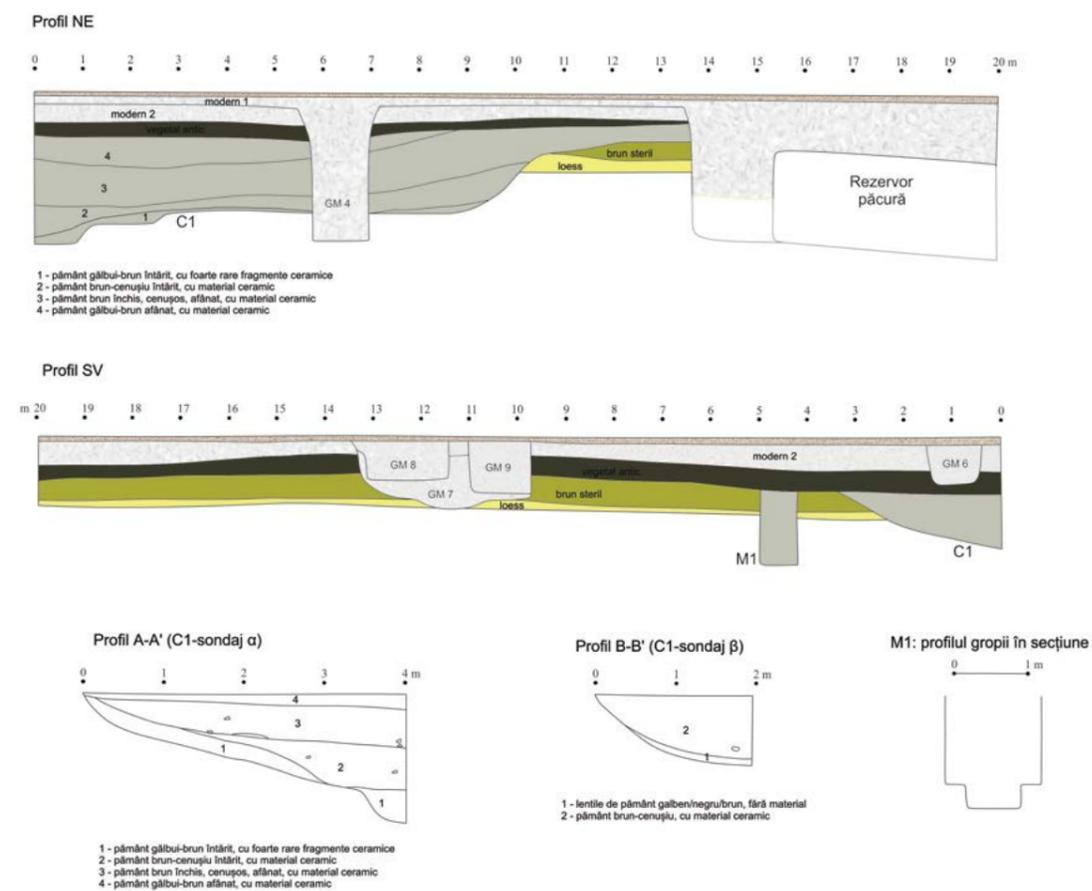 Profil NE
0 1 2 3 4 5 6 7 8 9 10 11 12 13 14 15 16 17 18 19 20 m
modern 1
modern 2
vegetal antic
4
brun steril
loess
3
Rezervor
păcură
GM 4
2
1
C1
1 - pământ gălbui-brun întărit, cu foarte rare fragmente ceramice
2 - pământ brun-cenușiu întărit, cu material ceramic
3 - pământ brun închis, cenușos, afânat, cu material ceramic
4 - pământ gălbui-brun afânat, cu material ceramic
Profil SV
m 20 19 18 17 16 15 14 13 12 11 10 9 8 7 6 5 4 3 2 1 0
modern 2
GM 8
GM 9
GM 6
vegetal antic
GM 7
brun steril
loess
M1
C1
Profil A-A' (C1-sondaj α)
0 1 2 3 4 m
4
3
1
2
1
1 - pământ gălbui-brun întărit, cu foarte rare fragmente ceramice
2 - pământ brun-cenușiu întărit, cu material ceramic
3 - pământ brun închis, cenușos, afânat, cu material ceramic
4 - pământ gălbui-brun afânat, cu material ceramic
Profil B-B' (C1-sondaj β)
0 1 2 m
2
1
1 - lentile de pământ galben/negru/brun, fără material
2 - pământ brun-cenușiu, cu material ceramic
M1: profilul gropii în secțiune
0 1 m